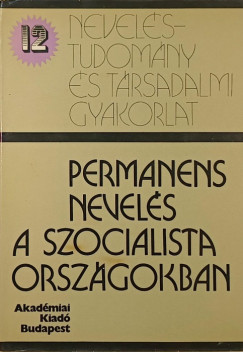 12
NEVELÉS-
TUDOMÁNY
ÉS TÁRSADALMI
GYAKORLAT
PERMANENS
NEVELÉS
A SZOCIALISTA
ORSZÁGOKBAN
Akadémiai
Kiadó
Budapest